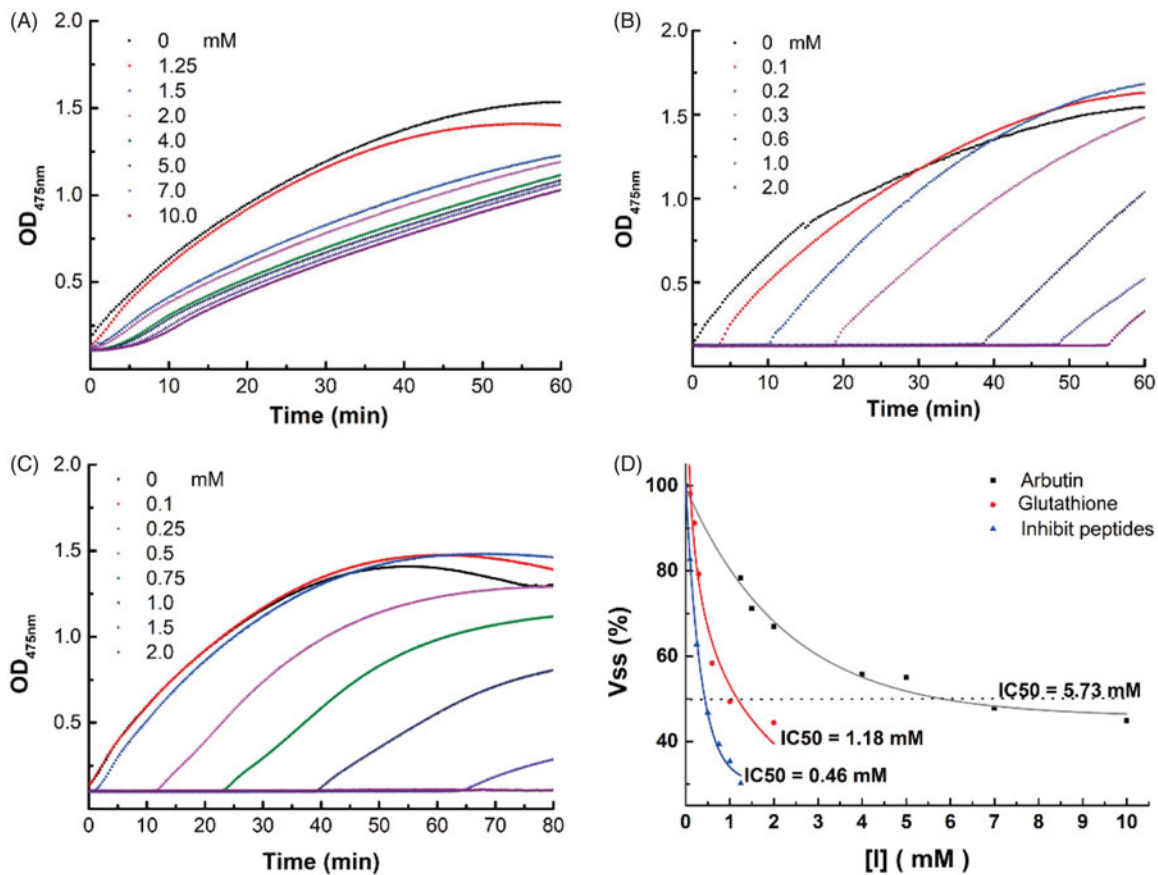 (A)
2.0
1.5
1.0
0.5
OD475nm
0 mM
1.25
1.5
2.0
4.0
5.0
7.0
10.0
0 10 20 30 40 50 60
Time (min)
(B)
2.0
1.5
1.0
0.5
OD475nm
0 mM
0.1
0.2
0.3
0.6
1.0
2.0
0 10 20 30 40 50 60
Time (min)
(C)
2.0
1.5
1.0
0.5
OD475nm
0 mM
0.1
0.25
0.5
0.75
1.0
1.5
2.0
0 10 20 30 40 50 60 70 80
Time (min)
(D)
100
80
60
40
Vss (%)
Arbutin
Glutathione
Inhibit peptides
IC50 = 5.73 mM
IC50 = 1.18 mM
IC50 = 0.46 mM
0 1 2 3 4 5 6 7 8 9 10
[I] ( mM )